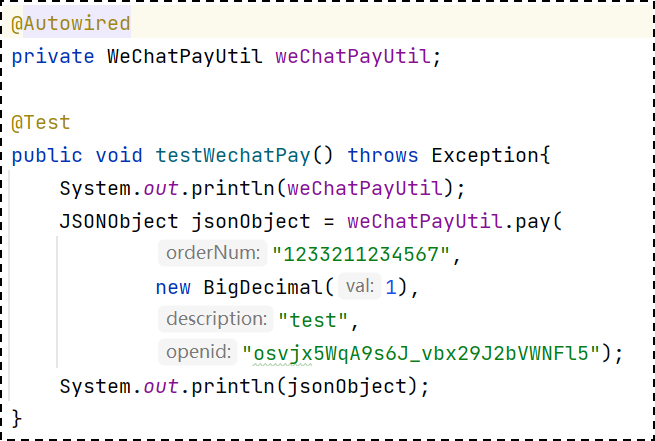 @Autowired
private WeChatPayUtil weChatPayUtil;
@Test
public void testWechatPay() throws Exception{
System.out.println(weChatPayUtil);
JSONObject jsonObject = weChatPayUtil.pay(
orderNum: "1233211234567",
new BigDecimal( val: 1),
description: "test",
openid: "osvjx5WqA9s6J_vbx29J2bVWNFl5");
System.out.println(jsonObject);
}